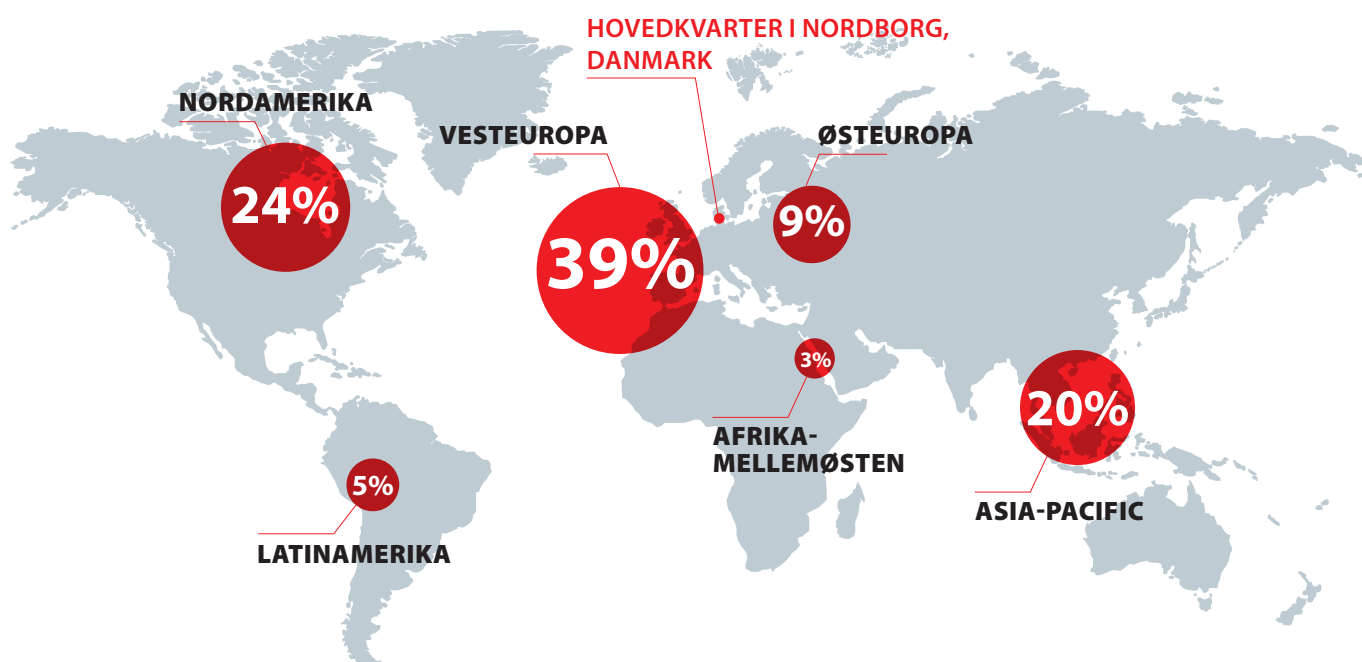 HOVEDKVARTER I NORDBORG,
DANMARK
NORDAMERIKA
24%
VESTEUROPA
39%
ØSTEUROPA
9%
3%
AFRIKA-
MELLEMØSTEN
20%
ASIA-PACIFIC
5%
LATINAMERIKA